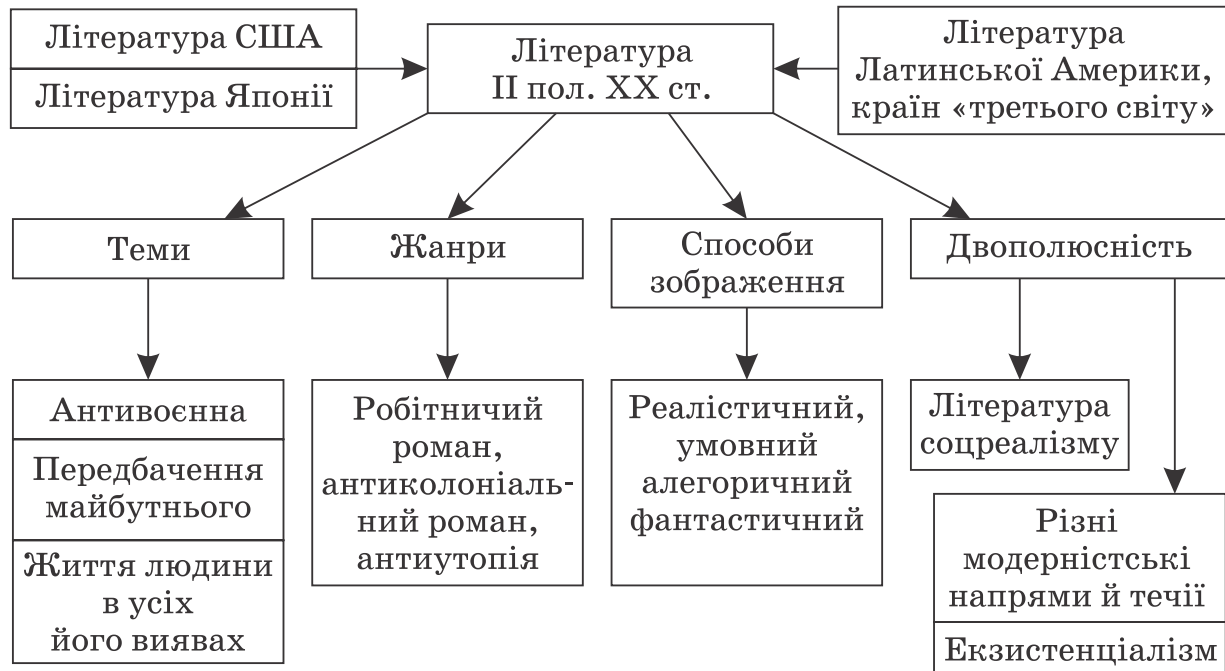 Література США
Література Японії
Література
ІІ пол. ХХ ст.
Література
Латинської Америки,
країн «третього світу»
Теми
Жанри
Способи
зображення
Двополюсність
Антивоєнна
Передбачення
майбутнього
Життя людини
в усіх
його виявах
Робітничий
роман,
антиколоніаль-
ний роман,
антиутопія
Реалістичний,
умовний
алегоричний
фантастичний
Література
соцреалізму
Різні
модерністські
напрями й течії
Екзистенціалізм